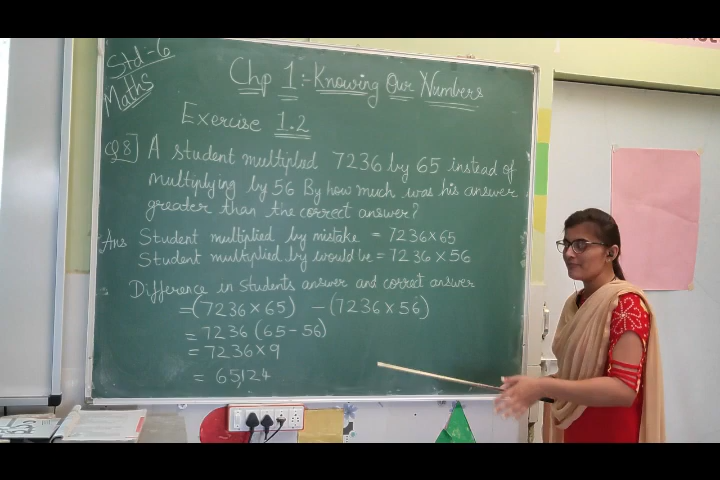 Std:-6
Maths
Chp 1:- Knowing Our Numbers
Exercise 1.2
Q8] A student multiplied 7236 by 65 instead of
multiplying by 56 By how much was his answer
greater than the correct answer?
Ans Student multiplied by mistake = 7236×65
Student multiplied by would be = 7236 × 56
Difference in students answer and correct answer
=(7236×65) -(7236×56)
= 7236 (65-56)
= 7236×9
= 65,124